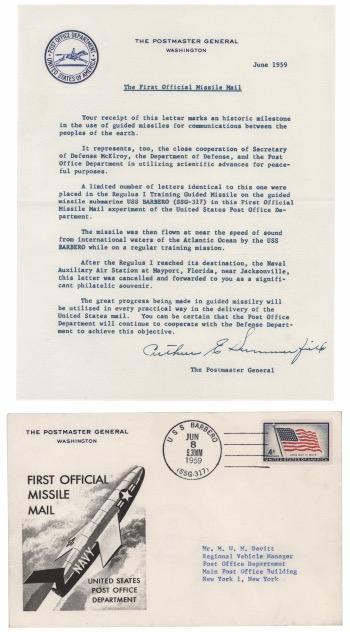 POST OFFICE DEPARTMENT
UNITED STATES OF AMERICA
THE POSTMASTER GENERAL
WASHINGTON
June 1959
The First Official Missile Mail
Your receipt of this letter marks an historic milestone
in the use of guided missiles for communications between the
peoples of the earth.
It represents, too, the close cooperation of Secretary
of Defense McElroy, the Department of Defense, and the Post
Office Department in utilizing scientific advances for peace-
ful purposes.
A limited number of letters identical to this one were
placed in the Regulus I Training Guided Missile on the guided
missile submarine USS BARBERO (SSG-317) in this First Official
Missile Mail experiment of the United States Post Office De-
partment.
The missile was then flown at near the speed of sound
from international waters of the Atlantic Ocean by the USS
BARBERO while on a regular training mission.
After the Regulus I reached its destination, the Naval
Auxiliary Air Station at Mayport, Florida, near Jacksonville,
this letter was cancelled and forwarded to you as a signifi-
cant philatelic souvenir.
The great progress being made in guided missilry will
be utilized in every practical way in the delivery of the
United States mail. You can be certain that the Post Office
Department will continue to cooperate with the Defense Depart-
ment to achieve this objective.
Arthur E Summerfield
The Postmaster General
THE POSTMASTER GENERAL
WASHINGTON
USS BARBERO
JUN
8
9:30AM
1959
(SSG-317)
4¢
UNITED STATES OF AMERICA
FIRST OFFICIAL
MISSILE
MAIL
NAVY
UNITED STATES
POST OFFICE
DEPARTMENT
Mr. M. W. M. Devitt
Regional Vehicle Manager
Post Office Department
Main Post Office Building
New York 1, New York